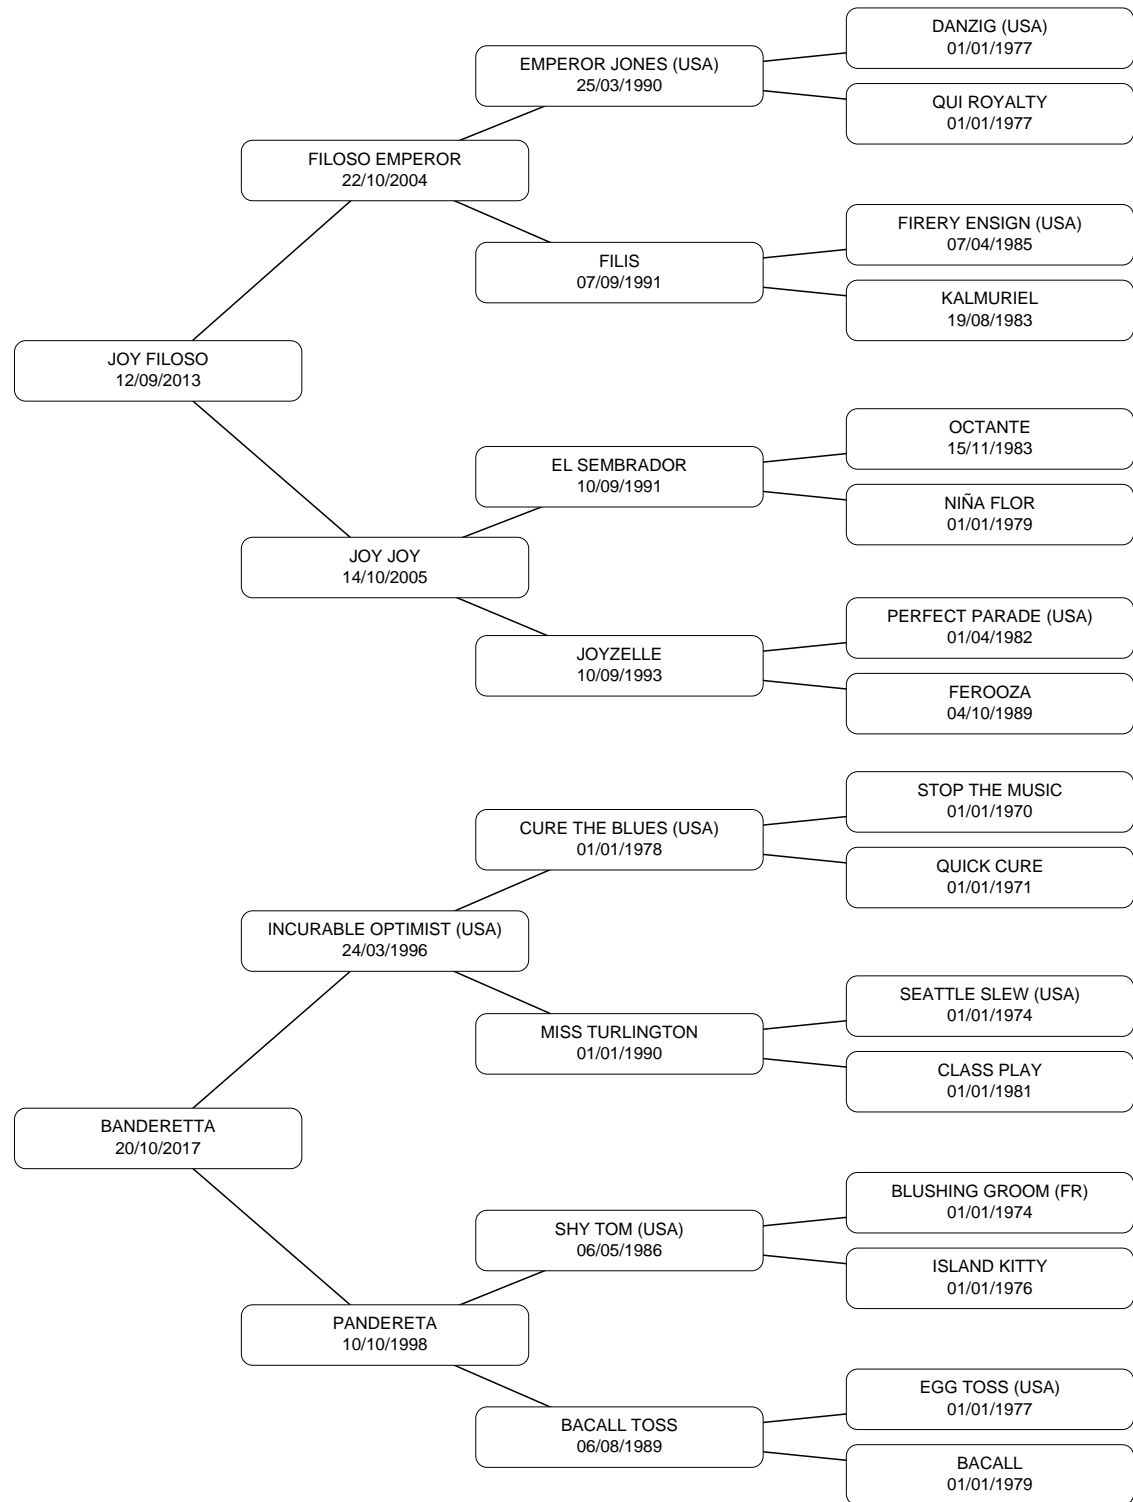 DANZIG (USA)
01/01/1977
EMPEROR JONES (USA)
25/03/1990
QUI ROYALTY
01/01/1977
FILOSO EMPEROR
22/10/2004
FIRERY ENSIGN (USA)
07/04/1985
FILIS
07/09/1991
KALMURIEL
19/08/1983
JOY FILOSO
12/09/2013
OCTANTE
15/11/1983
EL SEMBRADOR
10/09/1991
NIÑA FLOR
01/01/1979
JOY JOY
14/10/2005
PERFECT PARADE (USA)
01/04/1982
JOYZELLE
10/09/1993
FEROOZA
04/10/1989
STOP THE MUSIC
01/01/1970
CURE THE BLUES (USA)
01/01/1978
QUICK CURE
01/01/1971
INCURABLE OPTIMIST (USA)
24/03/1996
SEATTLE SLEW (USA)
01/01/1974
MISS TURLINGTON
01/01/1990
CLASS PLAY
01/01/1981
BANDERETTA
20/10/2017
BLUSHING GROOM (FR)
01/01/1974
SHY TOM (USA)
06/05/1986
ISLAND KITTY
01/01/1976
PANDERETA
10/10/1998
EGG TOSS (USA)
01/01/1977
BACALL TOSS
06/08/1989
BACALL
01/01/1979